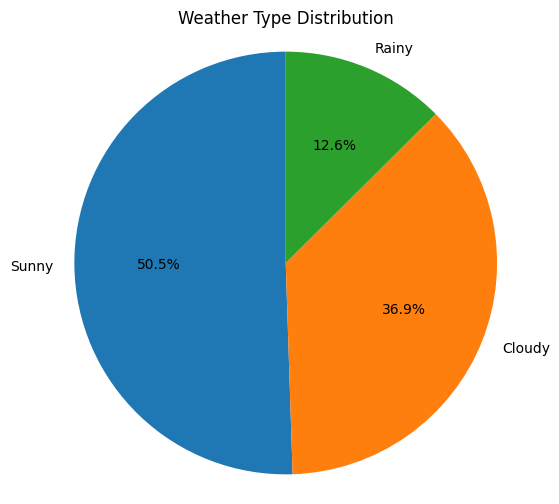 Weather Type Distribution
Rainy
12.6%
Sunny
50.5%
36.9%
Cloudy